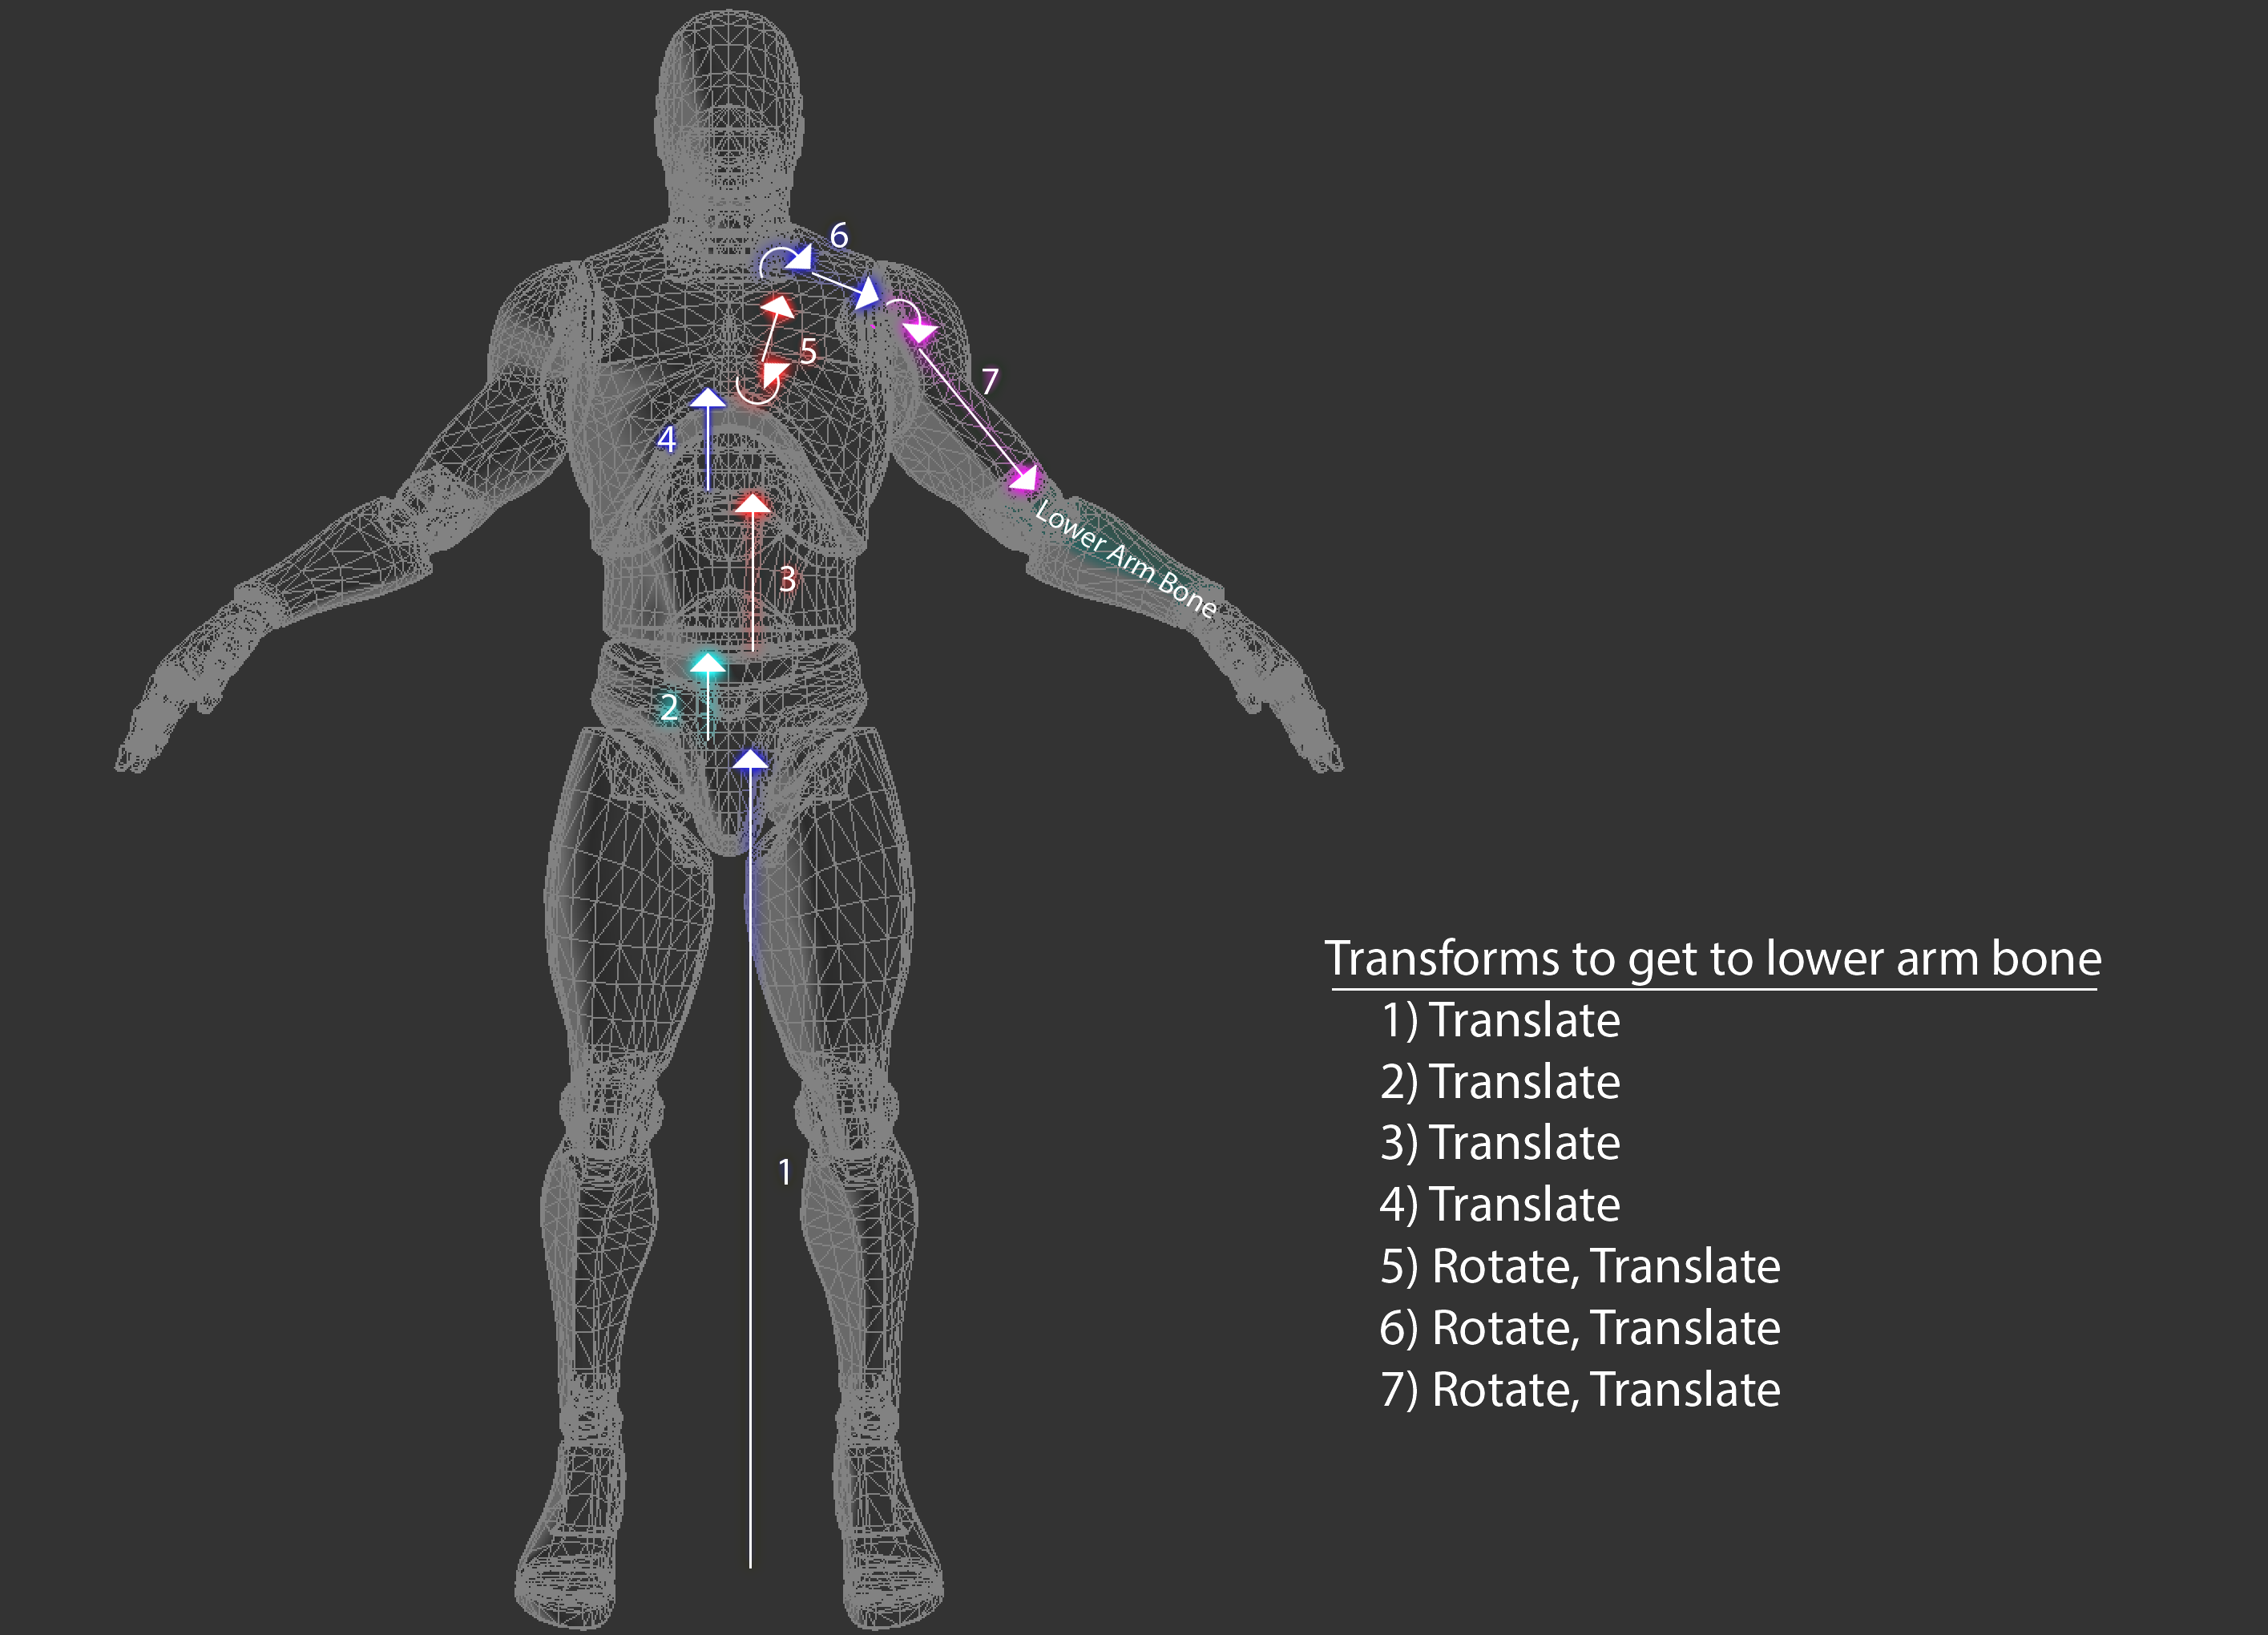 6
5
7
4
Lower Arm Bone
3
2
1
Transforms to get to lower arm bone
1) Translate
2) Translate
3) Translate
4) Translate
5) Rotate, Translate
6) Rotate, Translate
7) Rotate, Translate